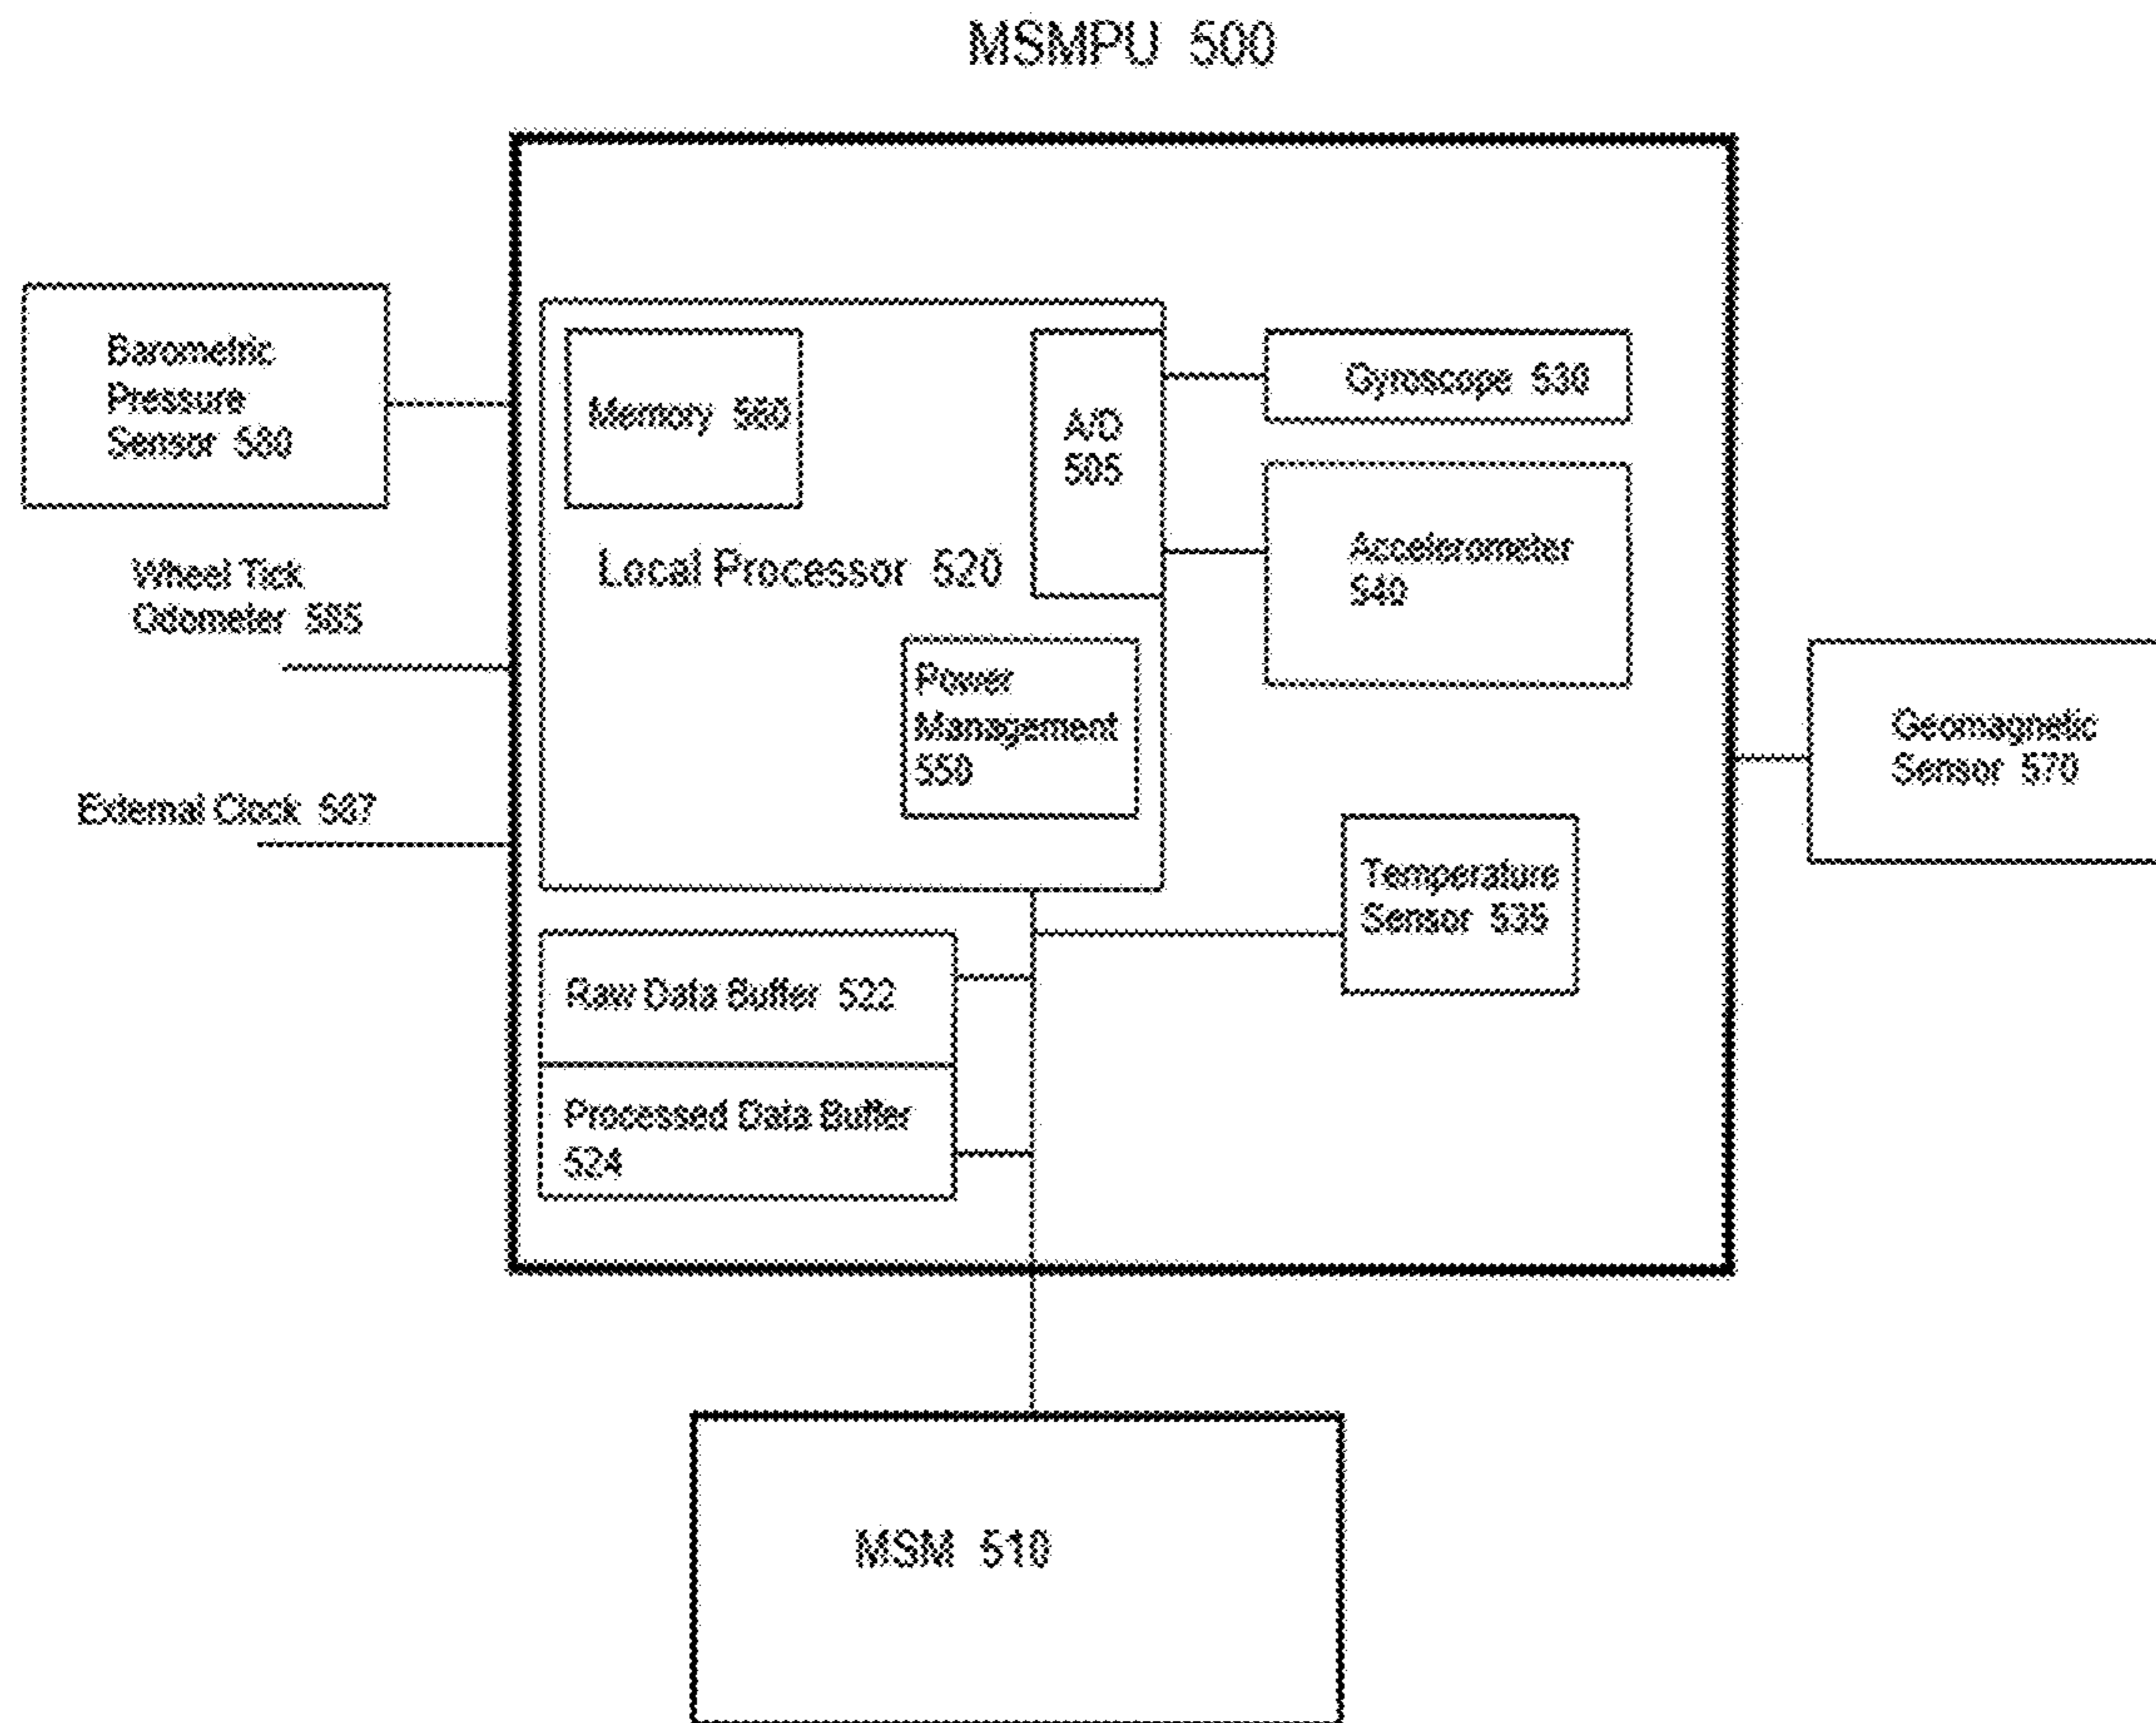 MSMPU 500
Barometric
Pressure
Sensor 580
Wheel Tick
Odometer 585
External Clock 587
Memory 560
Local Processor 520
A/D
505
Power
Management
550
Gyroscope 530
Accelerometer
540
Geomagnetic
Sensor 570
Temperature
Sensor 535
Raw Data Buffer 522
Processed Data Buffer
524
MSM 510